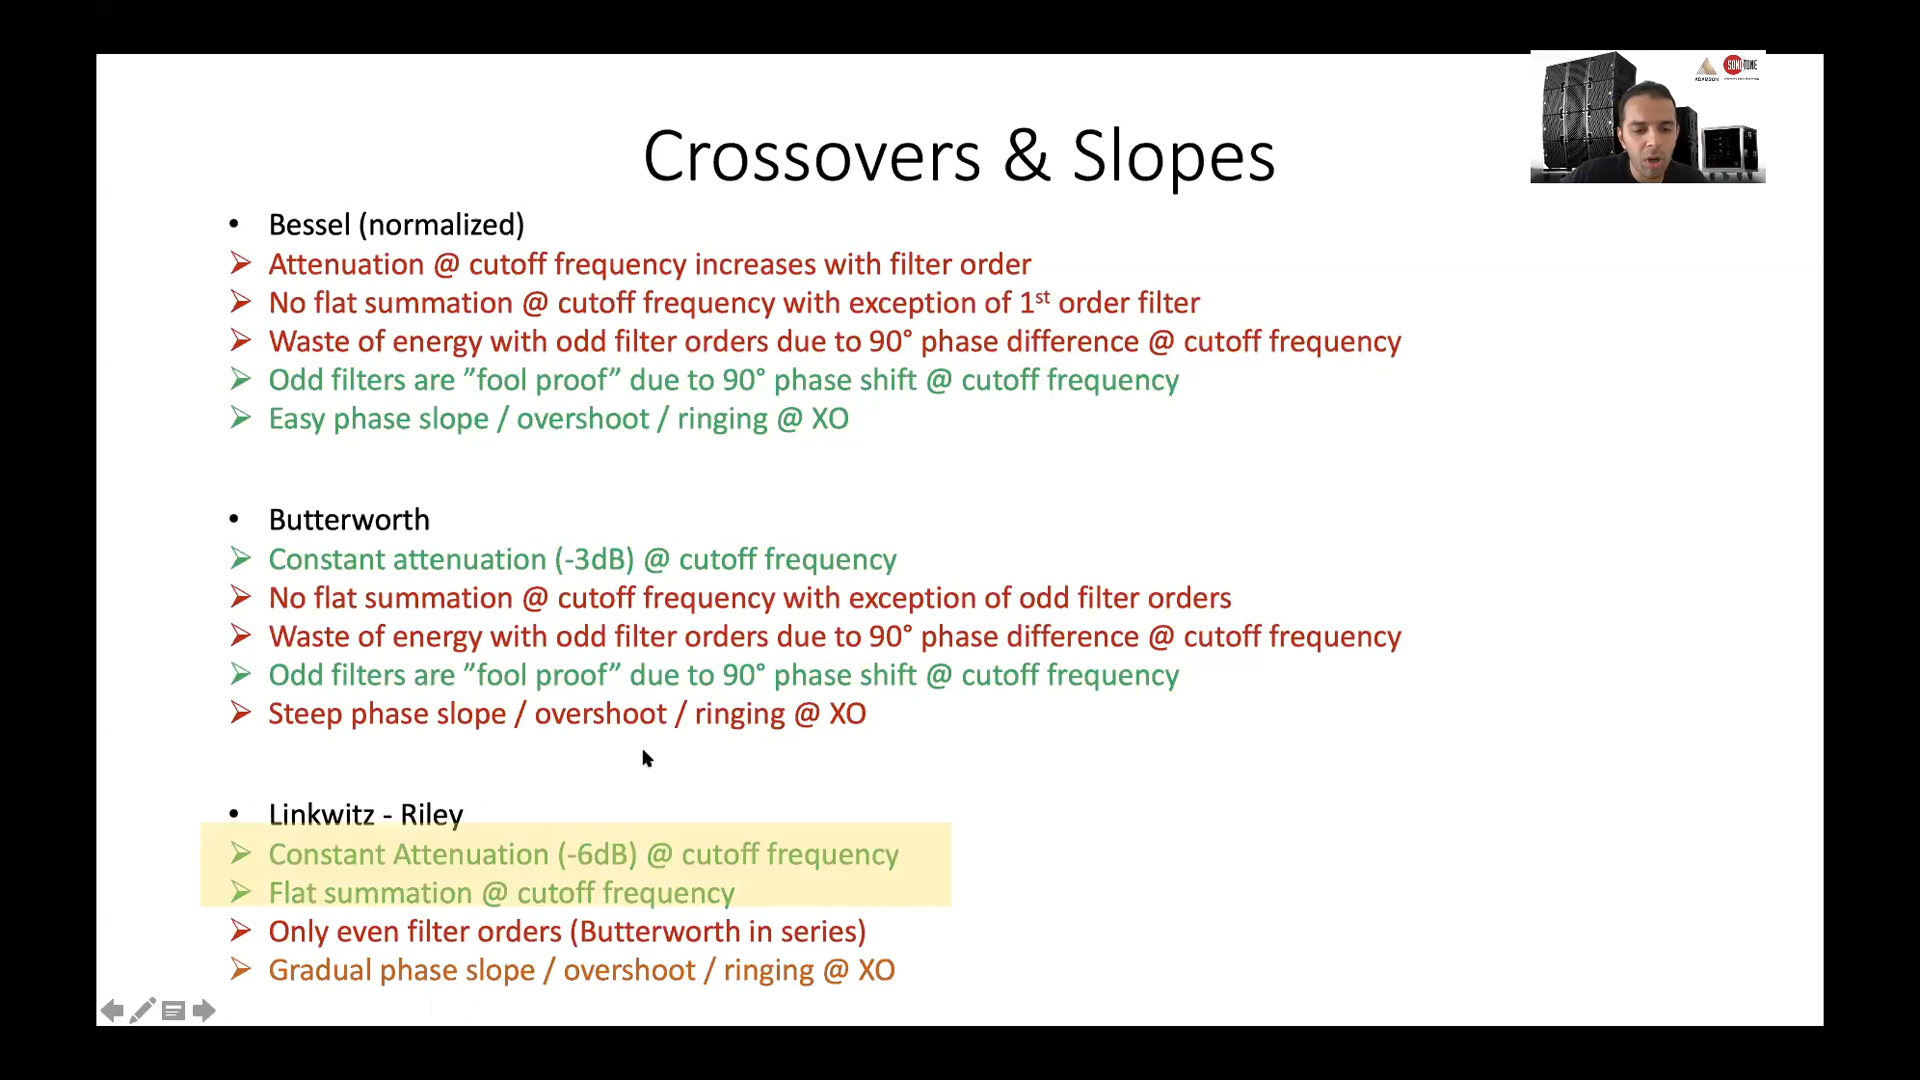 Crossovers & Slopes
ADAMSON
SONOTONE
• Bessel (normalized)
➢ Attenuation @ cutoff frequency increases with filter order
➢ No flat summation @ cutoff frequency with exception of 1st order filter
➢ Waste of energy with odd filter orders due to 90° phase difference @ cutoff frequency
➢ Odd filters are ”fool proof” due to 90° phase shift @ cutoff frequency
➢ Easy phase slope / overshoot / ringing @ XO
• Butterworth
➢ Constant attenuation (-3dB) @ cutoff frequency
➢ No flat summation @ cutoff frequency with exception of odd filter orders
➢ Waste of energy with odd filter orders due to 90° phase difference @ cutoff frequency
➢ Odd filters are ”fool proof” due to 90° phase shift @ cutoff frequency
➢ Steep phase slope / overshoot / ringing @ XO
• Linkwitz - Riley
➢ Constant Attenuation (-6dB) @ cutoff frequency
➢ Flat summation @ cutoff frequency
➢ Only even filter orders (Butterworth in series)
➢ Gradual phase slope / overshoot / ringing @ XO